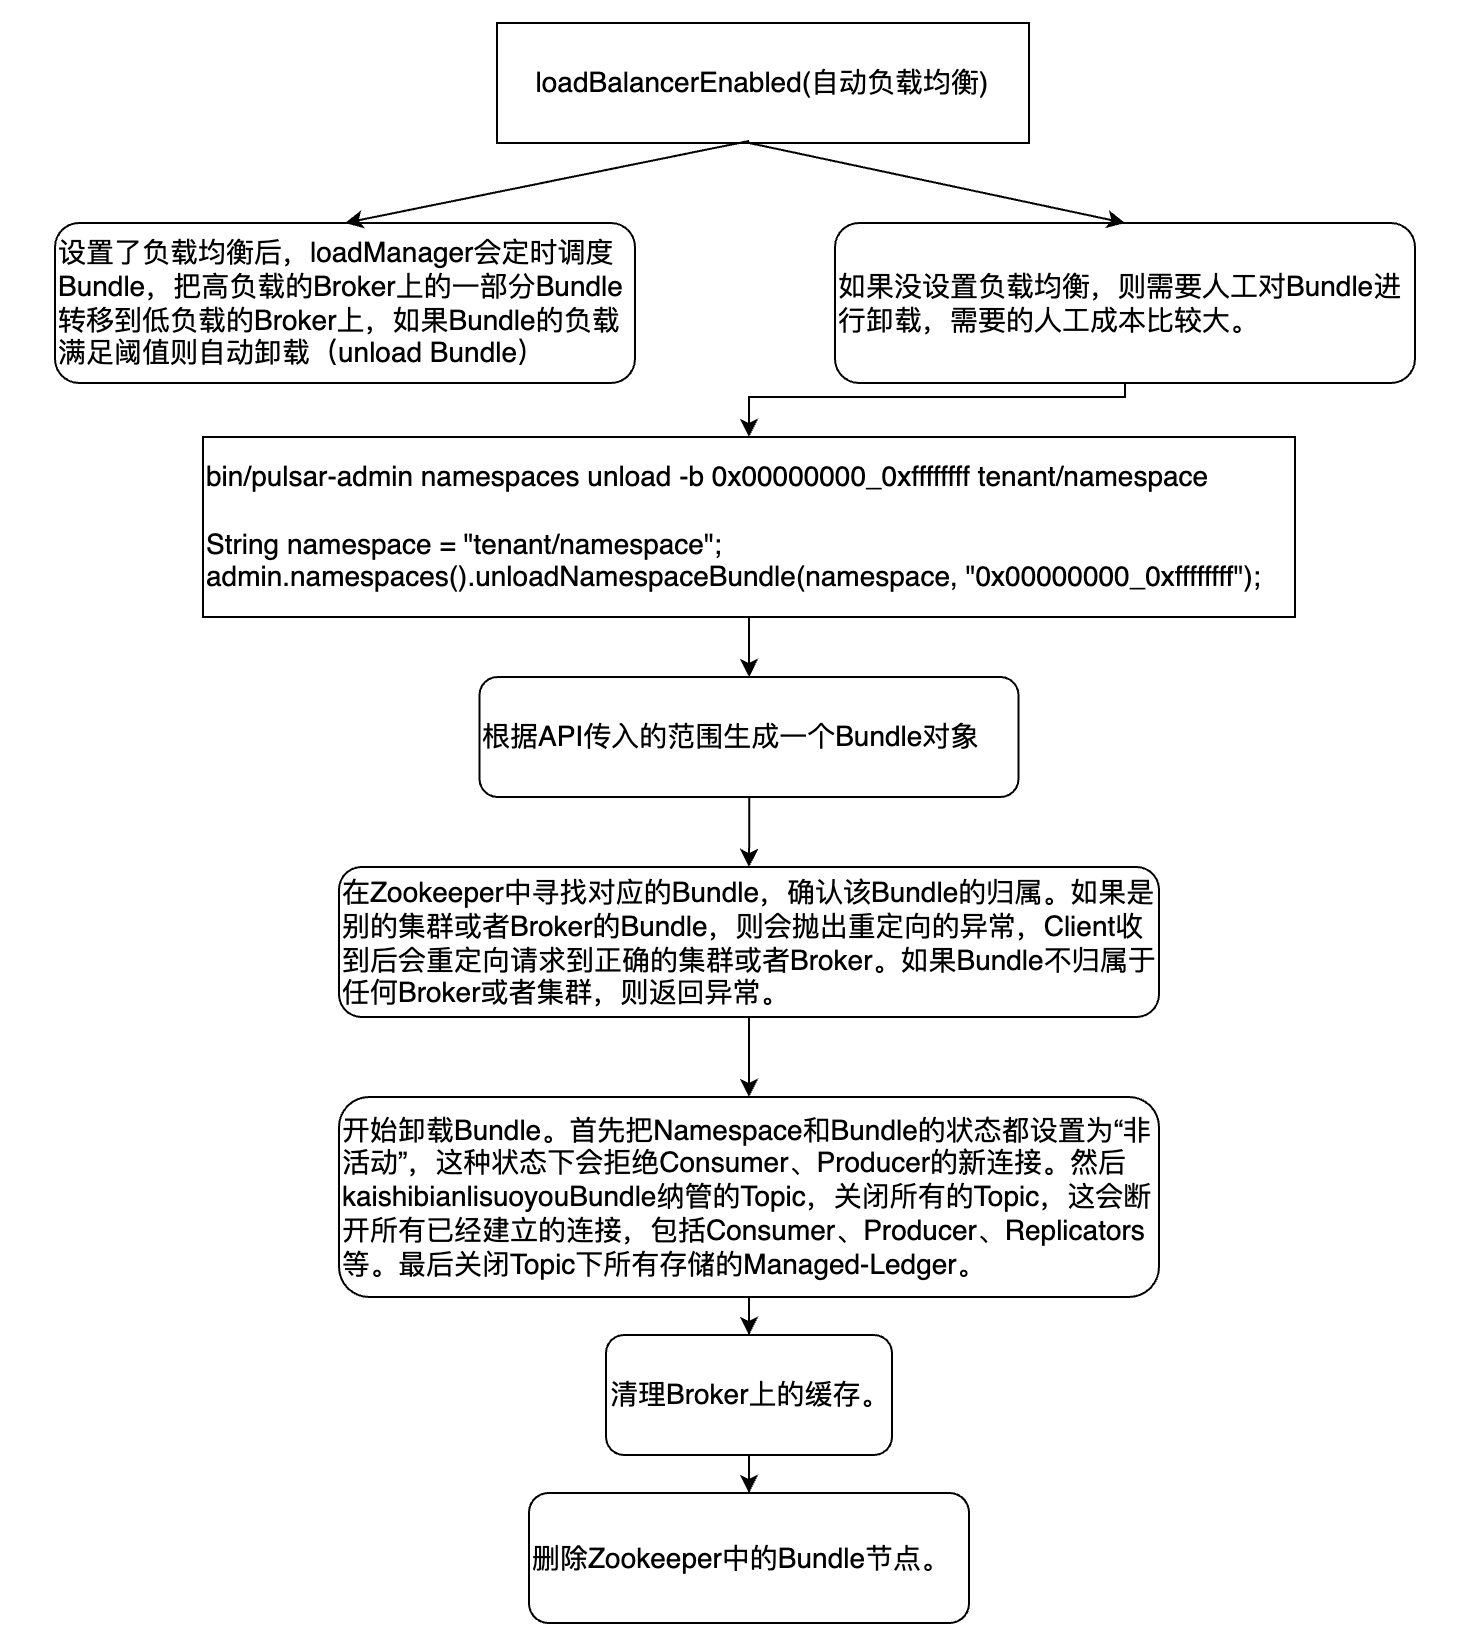 loadBalancerEnabled(自动负载均衡)
设置了负载均衡后，loadManager会定时调度
Bundle，把高负载的Broker上的一部分Bundle
转移到低负载的Broker上，如果Bundle的负载
满足阈值则自动卸载（unload Bundle）
如果没设置负载均衡，则需要人工对Bundle进
行卸载，需要的人工成本比较大。
bin/pulsar-admin namespaces unload -b 0x00000000_0xffffffff tenant/namespace
String namespace = "tenant/namespace";
admin.namespaces().unloadNamespaceBundle(namespace, "0x00000000_0xffffffff");
根据API传入的范围生成一个Bundle对象
在Zookeeper中寻找对应的Bundle，确认该Bundle的归属。如果是
别的集群或者Broker的Bundle，则会抛出重定向的异常，Client收
到后会重定向请求到正确的集群或者Broker。如果Bundle不归属于
任何Broker或者集群，则返回异常。
开始卸载Bundle。首先把Namespace和Bundle的状态都设置为“非
活动”，这种状态下会拒绝Consumer、Producer的新连接。然后
kaishibianlisuoyouBundle纳管的Topic，关闭所有的Topic，这会断
开所有已经建立的连接，包括Consumer、Producer、Replicators
等。最后关闭Topic下所有存储的Managed-Ledger。
清理Broker上的缓存。
删除Zookeeper中的Bundle节点。